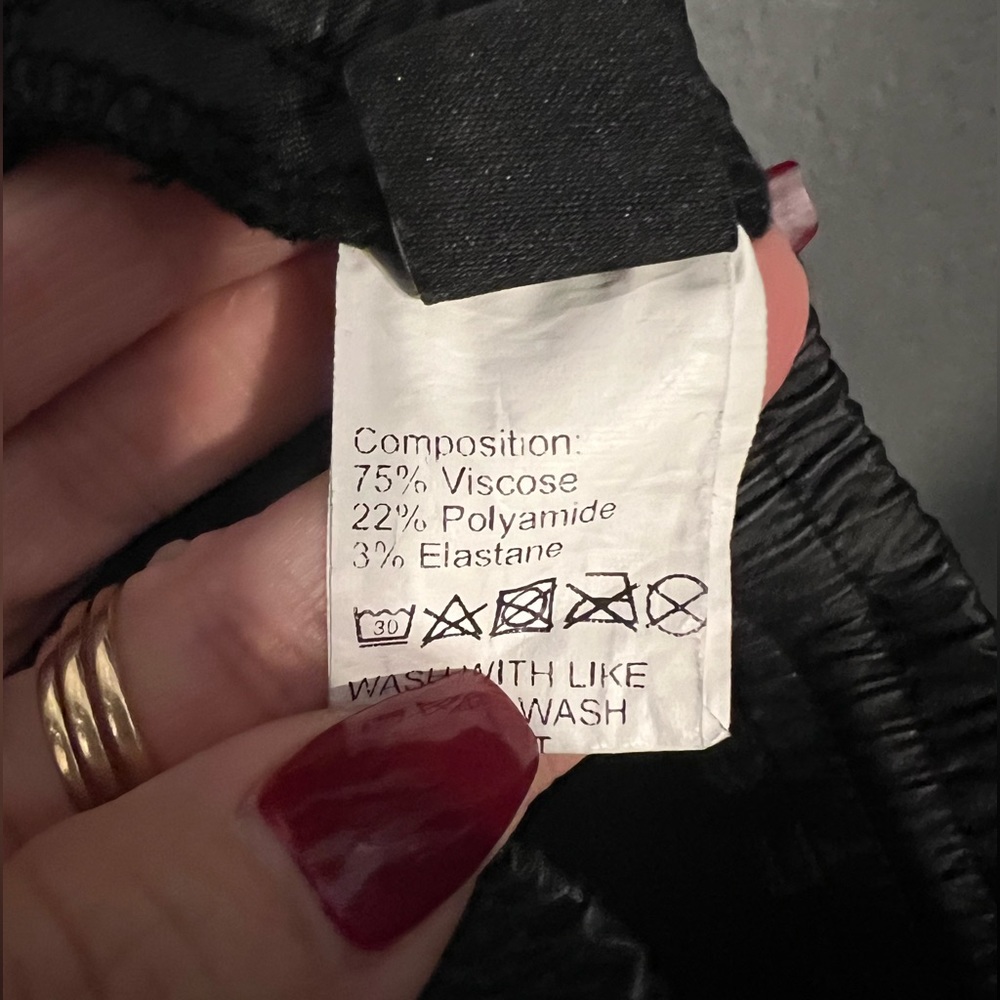 Composition:
75% Viscose
22% Polyamide
3% Elastane
30
WASH WITH LIKE
WASH